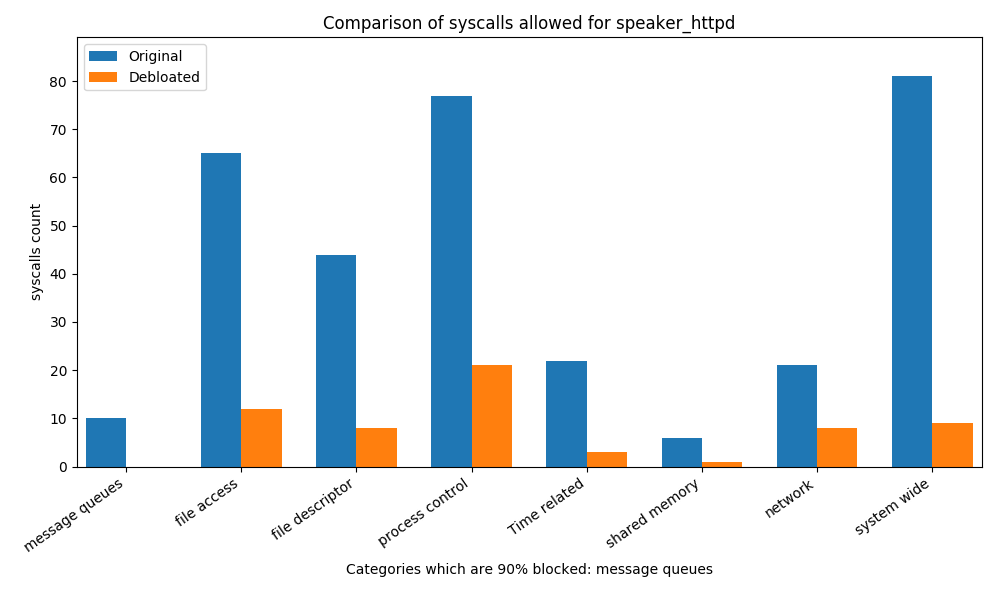 Comparison of syscalls allowed for speaker_httpd
Original
Debloated
syscalls count
80
70
60
50
40
30
20
10
0
message queues
file access
file descriptor
process control
Time related
shared memory
network
system wide
Categories which are 90% blocked: message queues